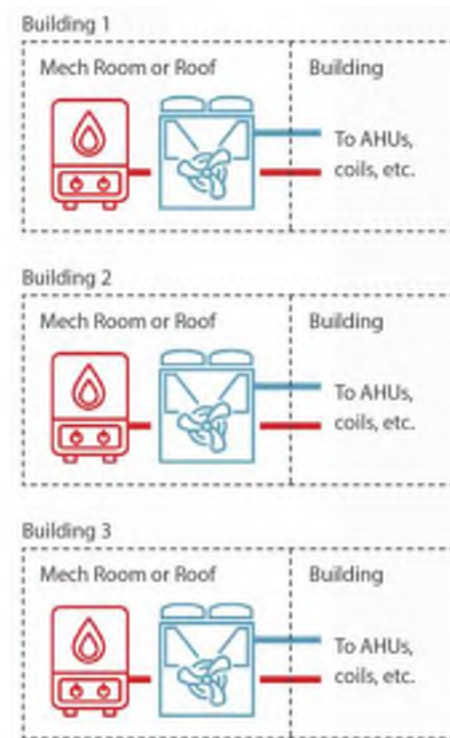 Building 1
Mech Room or Roof
Building
To AHUs,
coils, etc.
Building 2
Mech Room or Roof
Building
To AHUs,
coils, etc.
Building 3
Mech Room or Roof
Building
To AHUs,
coils, etc.